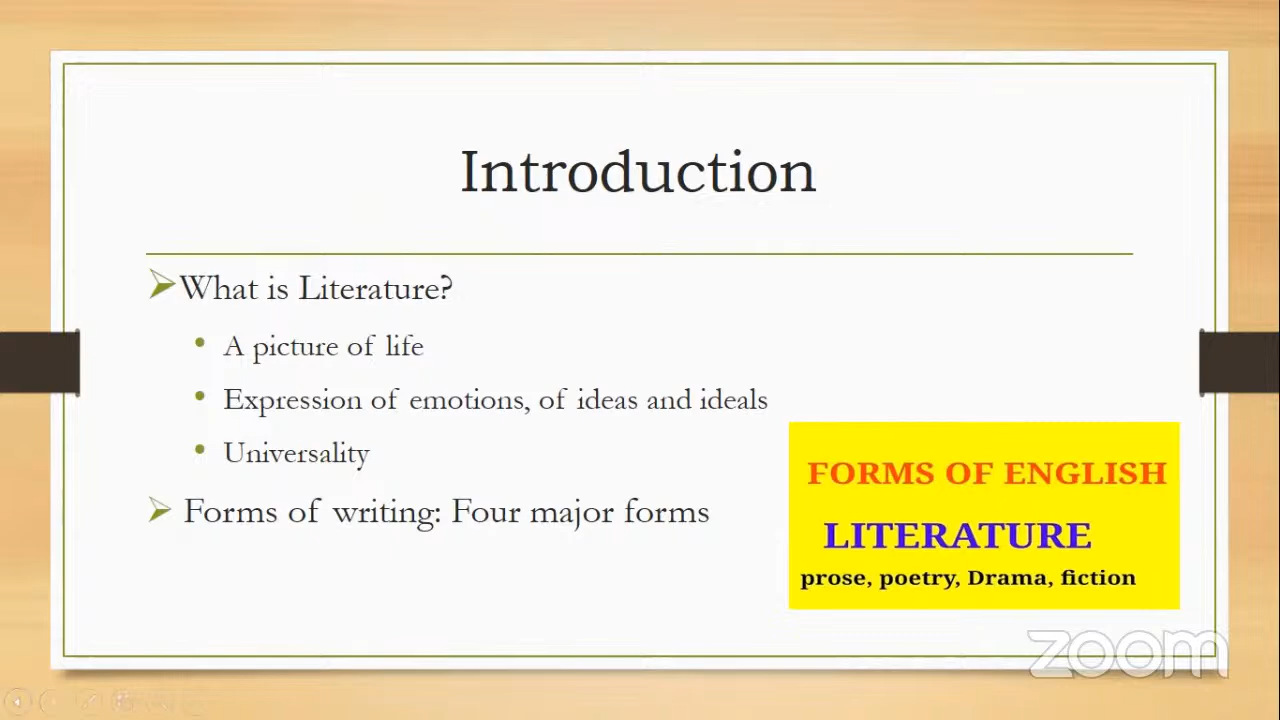 Introduction
What is Literature?
A picture of life
Expression of emotions, of ideas and ideals
Universality
Forms of writing: Four major forms
FORMS OF ENGLISH
LITERATURE
prose, poetry, Drama, fiction
zoom